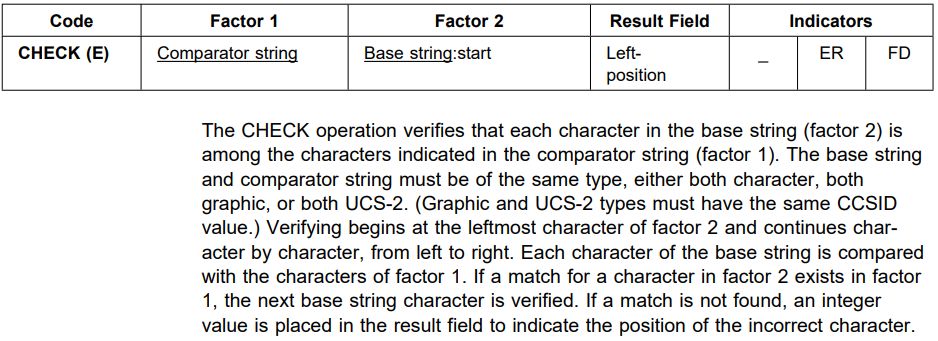 Code Factor 1 Factor 2 Result Field Indicators
CHECK (E) Comparator string Base string:start Left- _ ER FD
position
The CHECK operation verifies that each character in the base string (factor 2) is
among the characters indicated in the comparator string (factor 1). The base string
and comparator string must be of the same type, either both character, both
graphic, or both UCS-2. (Graphic and UCS-2 types must have the same CCSID
value.) Verifying begins at the leftmost character of factor 2 and continues char-
acter by character, from left to right. Each character of the base string is compared
with the characters of factor 1. If a match for a character in factor 2 exists in factor
1, the next base string character is verified. If a match is not found, an integer
value is placed in the result field to indicate the position of the incorrect character.